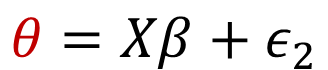 θ = Xβ + ϵ₂